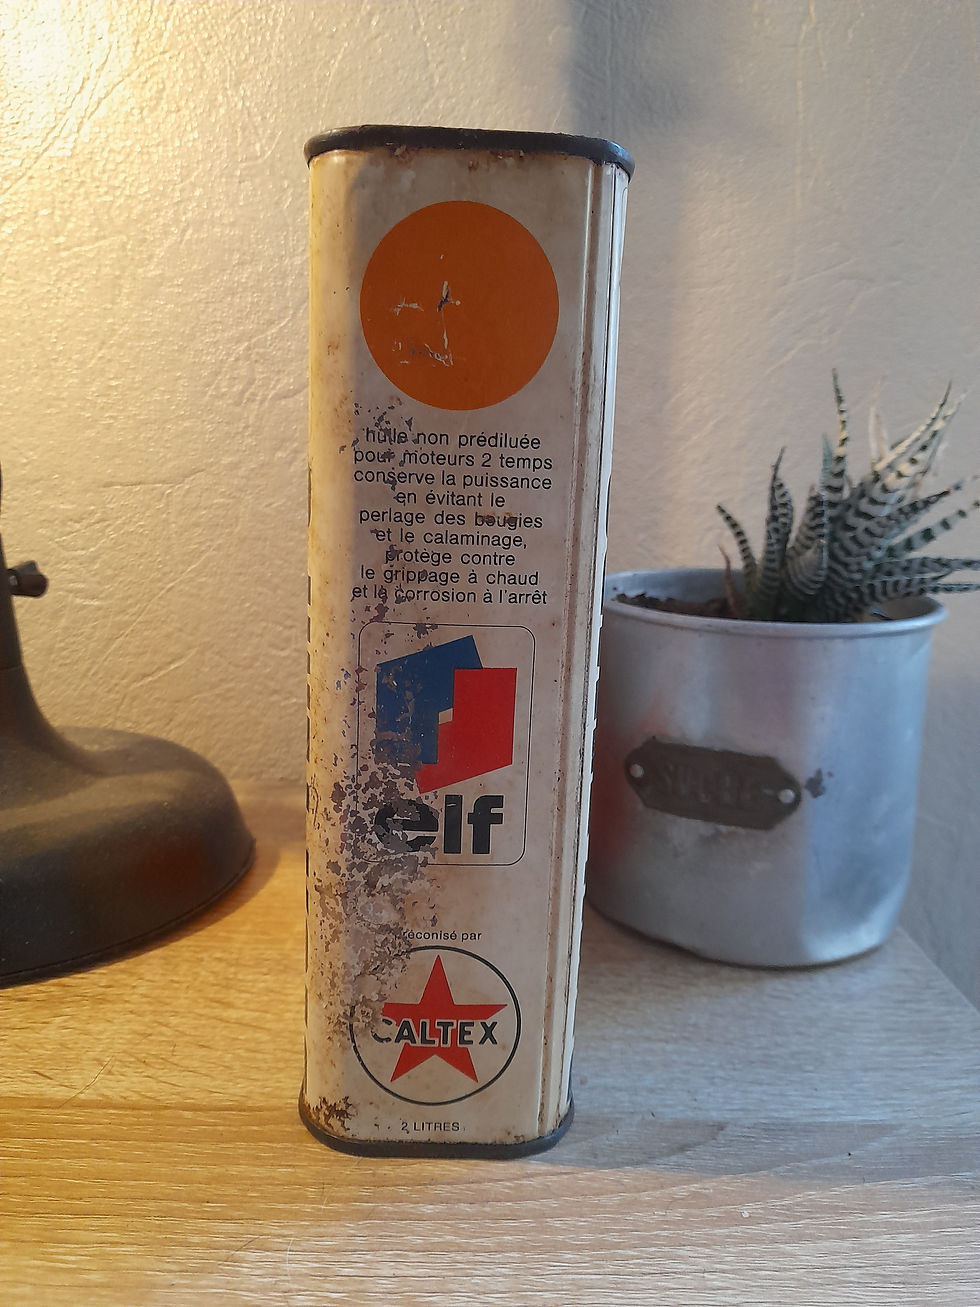 huile non prédiluée
pour moteurs 2 temps
conserve la puissance
en évitant le
perlage des bougies
et le calaminage,
protège contre
le grippage à chaud
et la corrosion à l'arrêt
elf
préconisé par
CALTEX
2 LITRES
SUCRE